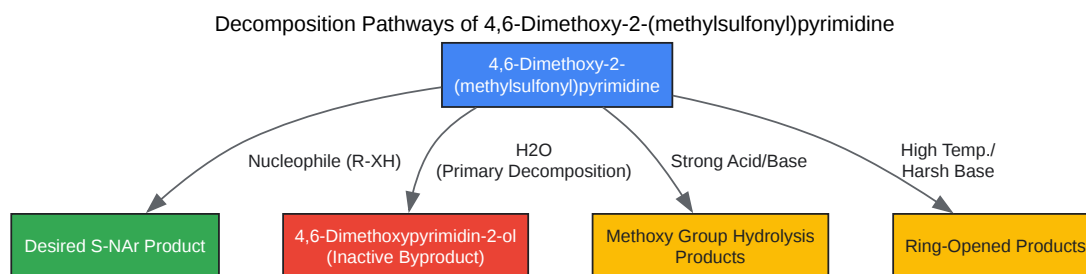 Decomposition Pathways of 4,6-Dimethoxy-2-(methylsulfonyl)pyrimidine
4,6-Dimethoxy-2-
(methylsulfonyl)pyrimidine
Nucleophile (R-XH)
H2O
(Primary Decomposition)
Strong Acid/Base
High Temp./
Harsh Base
Desired S-NAr Product
4,6-Dimethoxypyrimidin-2-ol
(Inactive Byproduct)
Methoxy Group Hydrolysis
Products
Ring-Opened Products